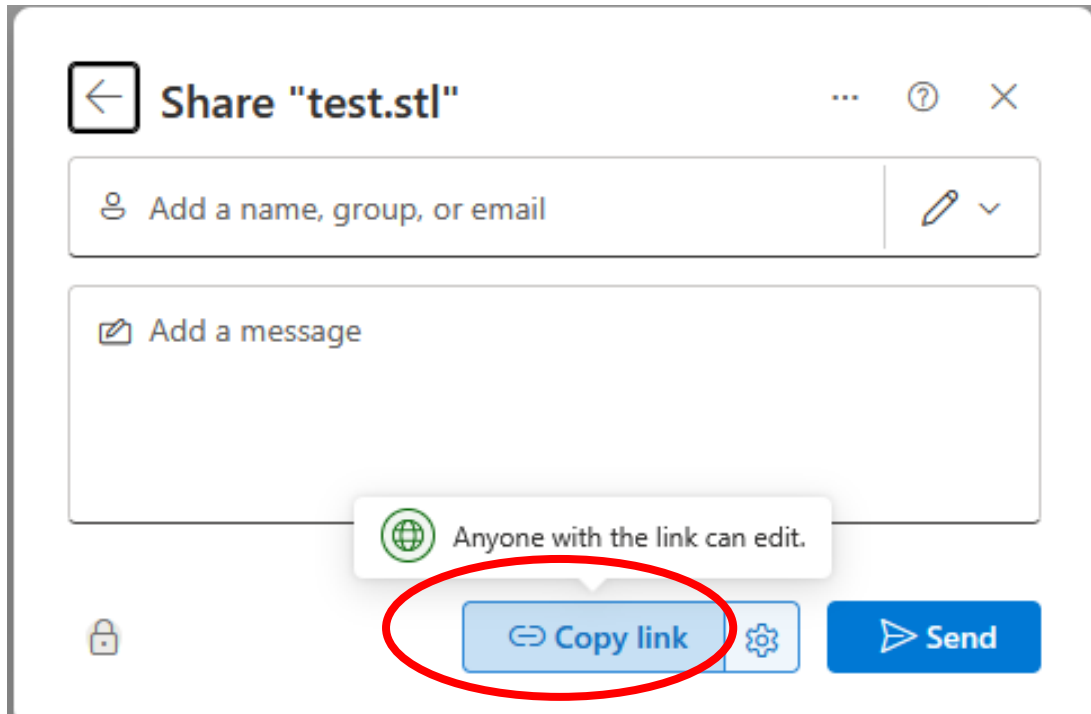 Share "test.stl"
Add a name, group, or email
Add a message
Anyone with the link can edit.
Copy link
Send